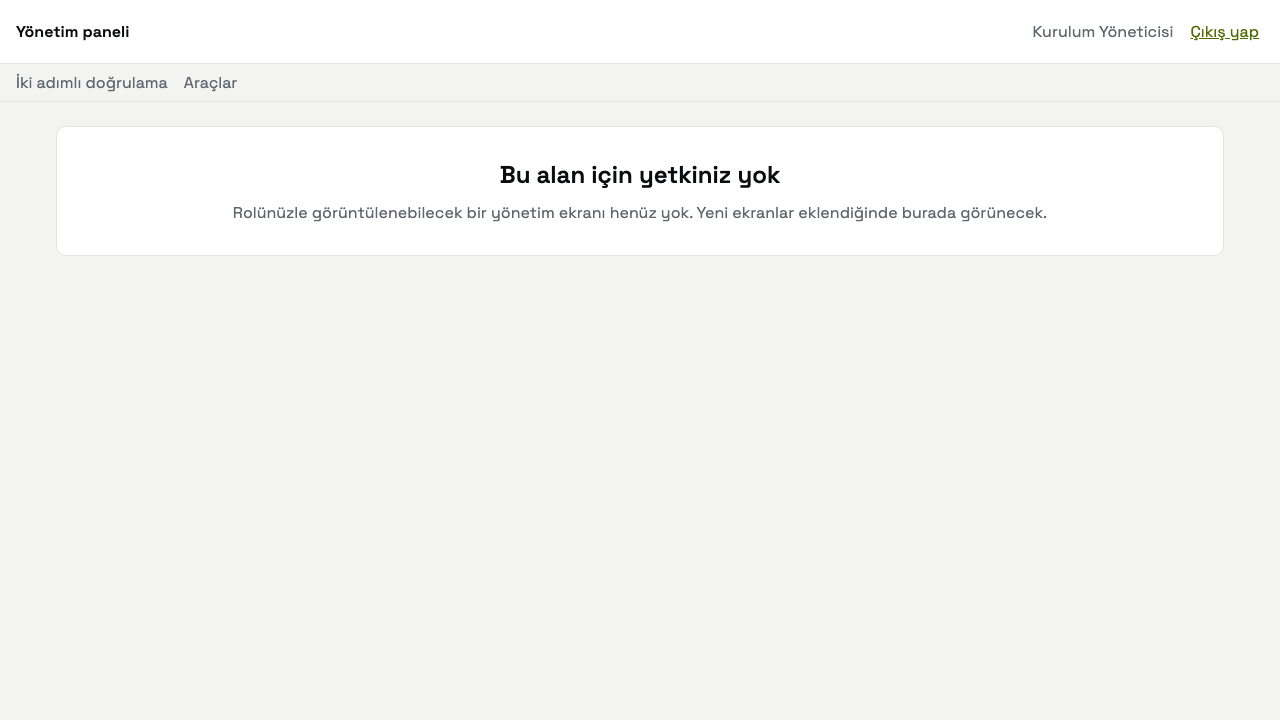 Yönetim paneli
Kurulum Yöneticisi
Çıkış yap
İki adımlı doğrulama
Araçlar
Bu alan için yetkiniz yok
Rolünüzle görüntülenebilecek bir yönetim ekranı henüz yok. Yeni ekranlar eklendiğinde burada görünecek.